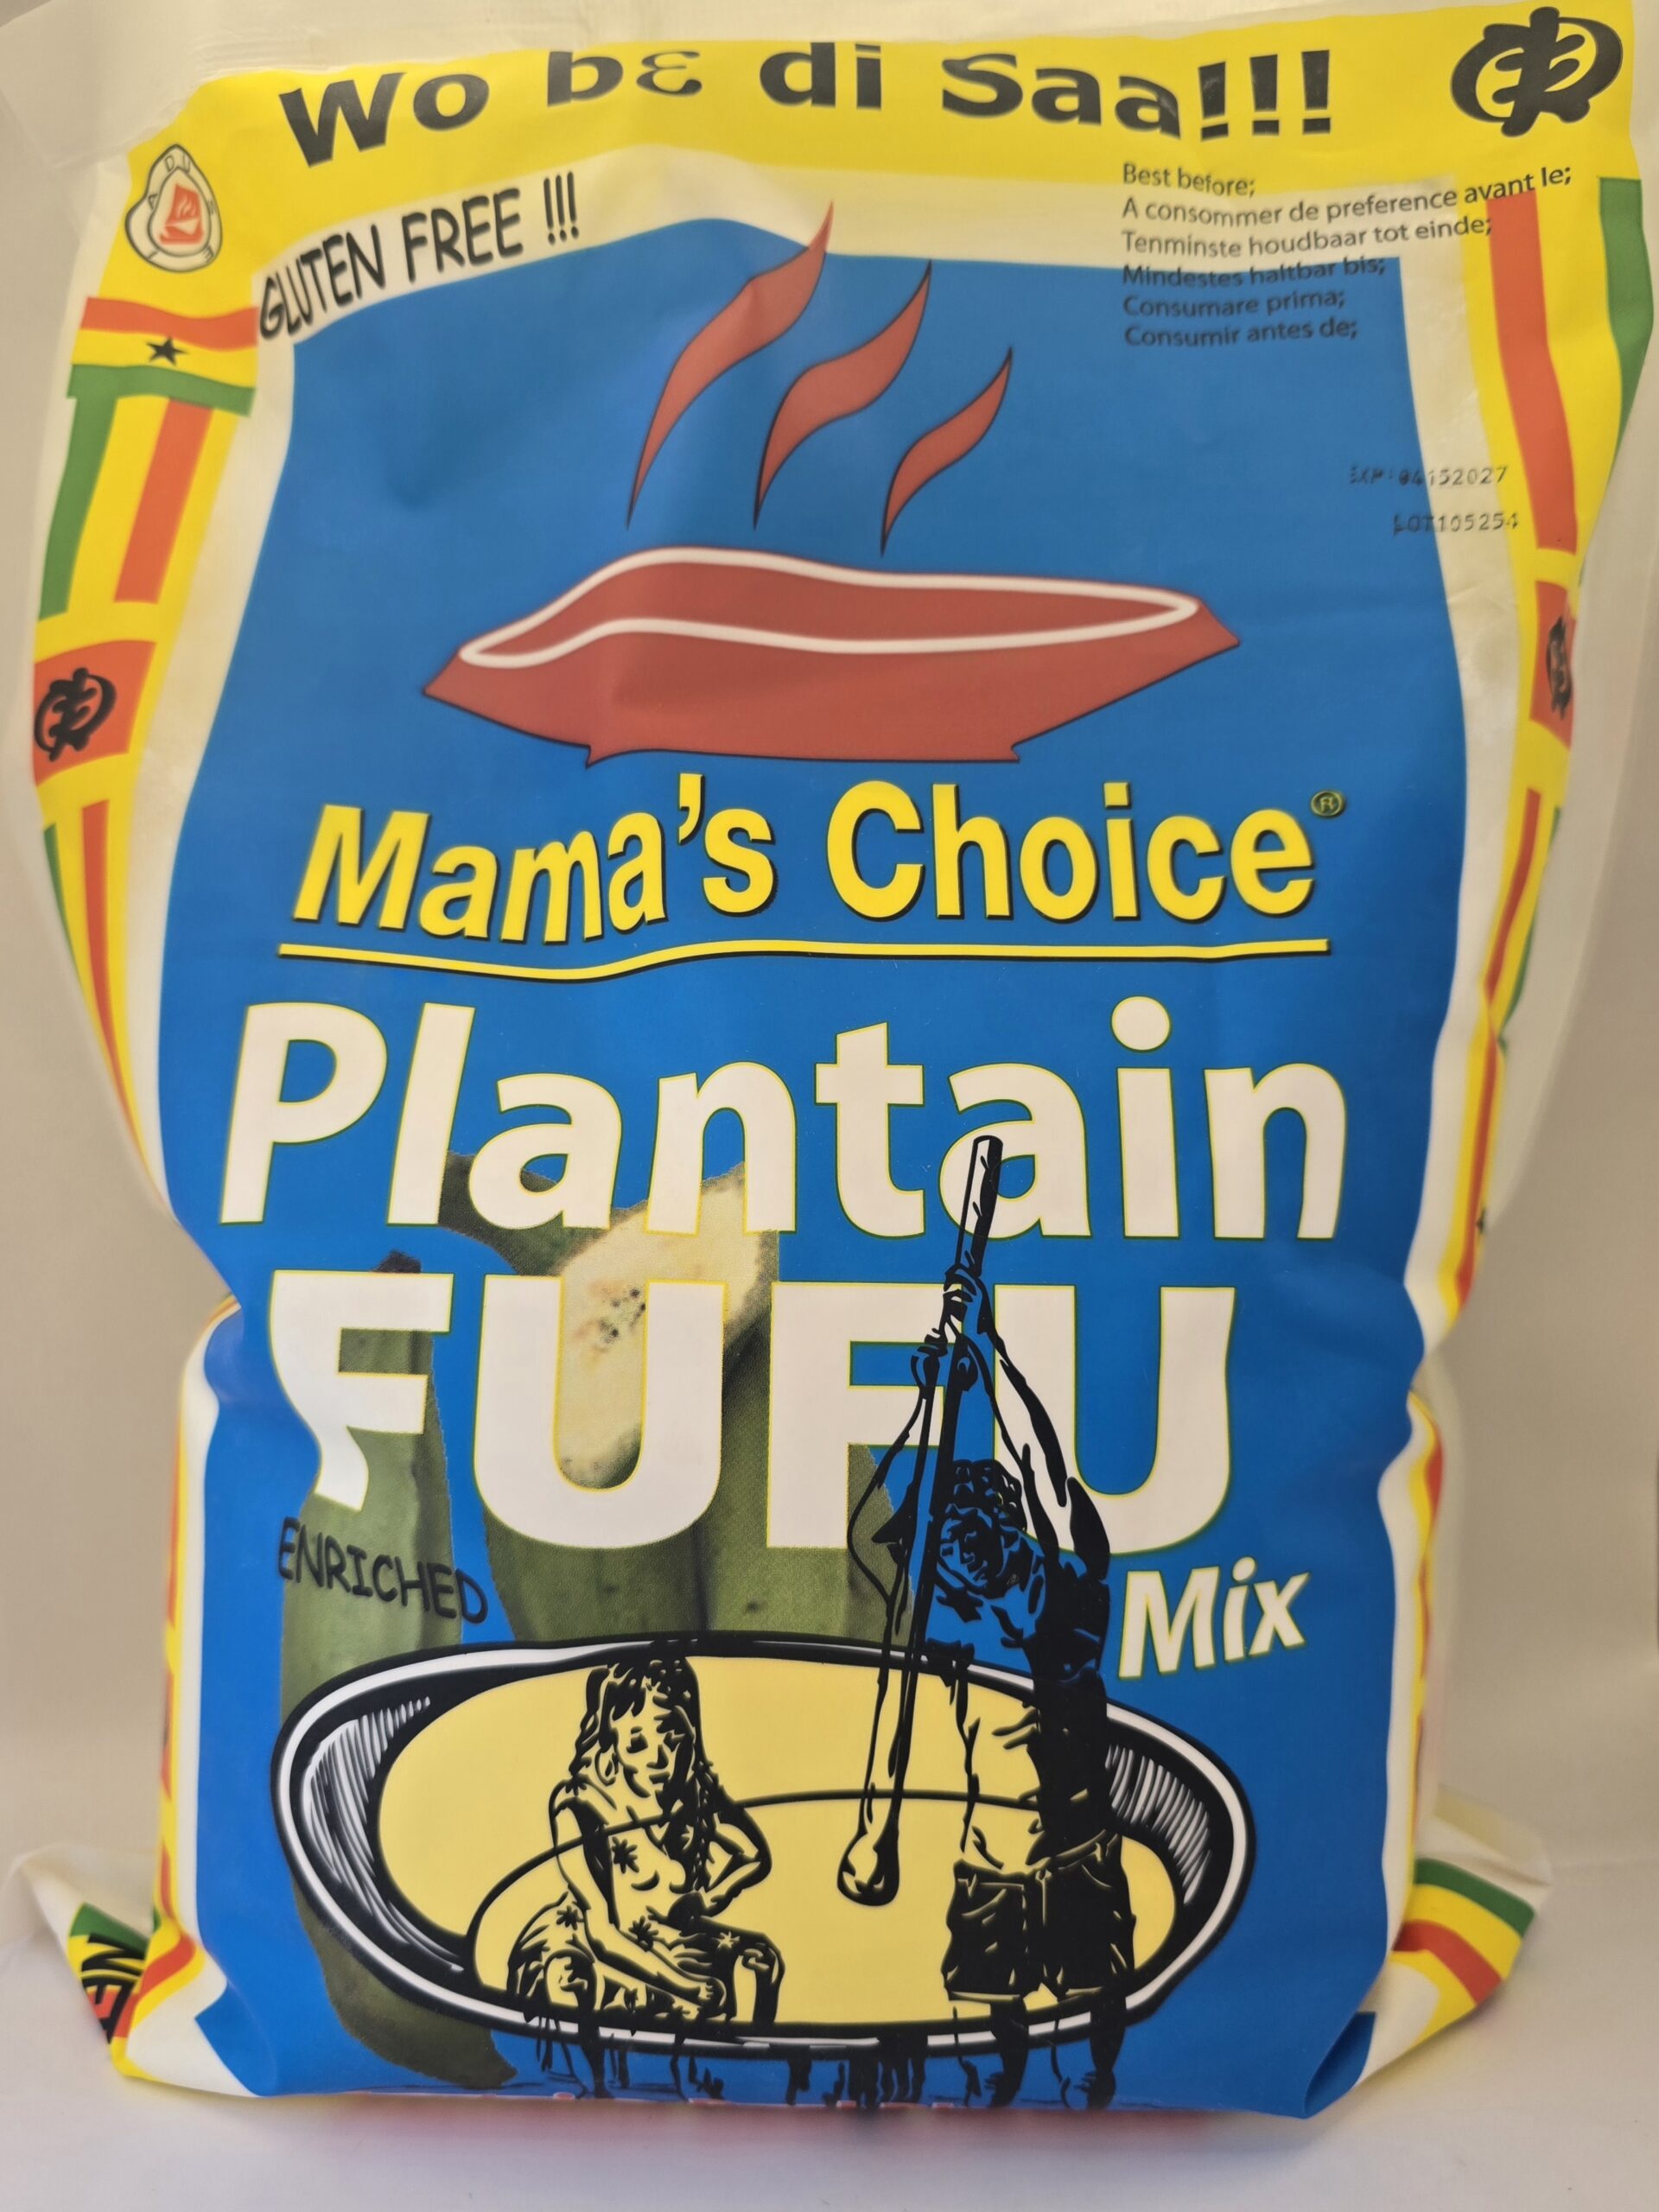 Wo bɛ di Saa!!!
GLUTEN FREE !!!
Best before;
A consommer de preference avant le;
Tenminste houdbaar tot einde;
Mindestes haltbar bis;
Consumare prima;
Consumir antes de;
EXP:04152027
LOT105254
Mama's Choice®
Plantain
FUFU
ENRICHED
Mix